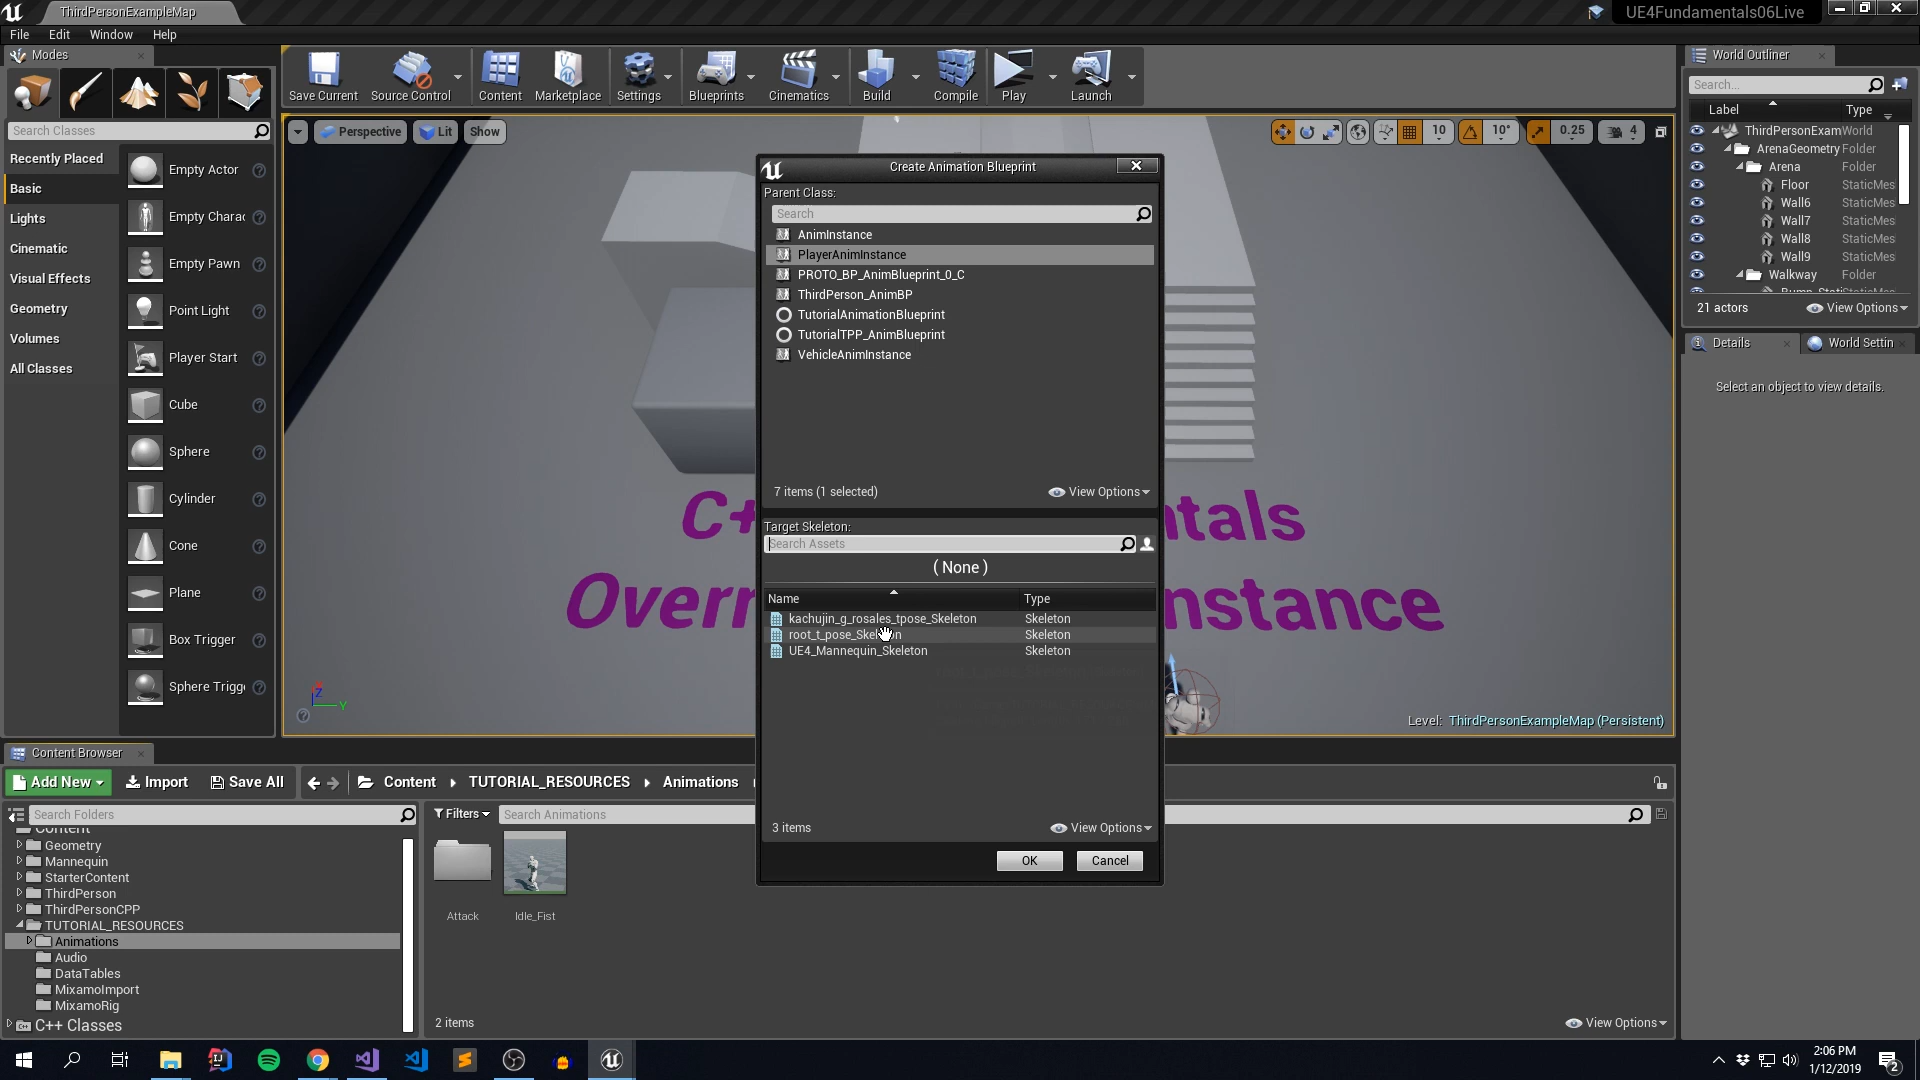 ThirdPersonExampleMap
UE4Fundamentals06Live
File Edit Window Help
Modes
Search Classes
Recently Placed
Basic
Lights
Cinematic
Visual Effects
Geometry
Volumes
All Classes
Empty Actor
Empty Charac
Empty Pawn
Point Light
Player Start
Cube
Sphere
Cylinder
Cone
Plane
Box Trigger
Sphere Trigg
Save Current Source Control Content Marketplace Settings Blueprints Cinematics Build Compile Play Launch
Perspective Lit Show
10 10° 0.25 4
Create Animation Blueprint
Parent Class:
Search
AnimInstance
PlayerAnimInstance
PROTO_BP_AnimBlueprint_0_C
ThirdPerson_AnimBP
TutorialAnimationBlueprint
TutorialTPP_AnimBlueprint
VehicleAnimInstance
7 items (1 selected) View Options
Target Skeleton:
Search Assets
( None )
Name Type
kachujin_g_rosales_tpose_Skeleton Skeleton
root_t_pose_Skeleton Skeleton
UE4_Mannequin_Skeleton Skeleton
3 items View Options
OK Cancel
C+ ntals
Overr nstance
Z
Y
Level: ThirdPersonExampleMap (Persistent)
World Outliner
Search...
Label Type
ThirdPersonExam World
ArenaGeometry Folder
Arena Folder
Floor StaticMes
Wall6 StaticMes
Wall7 StaticMes
Wall8 StaticMes
Wall9 StaticMes
Walkway Folder
21 actors View Options
Details World Settin
Select an object to view details.
Content Browser
Add New Import Save All Content TUTORIAL_RESOURCES Animations
Search Folders
Content
Geometry
Mannequin
StarterContent
ThirdPerson
ThirdPersonCPP
TUTORIAL_RESOURCES
Animations
Audio
DataTables
MixamoImport
MixamoRig
C++ Classes
Filters Search Animations
Attack Idle_Fist
2 items View Options
2:06 PM
1/12/2019
2